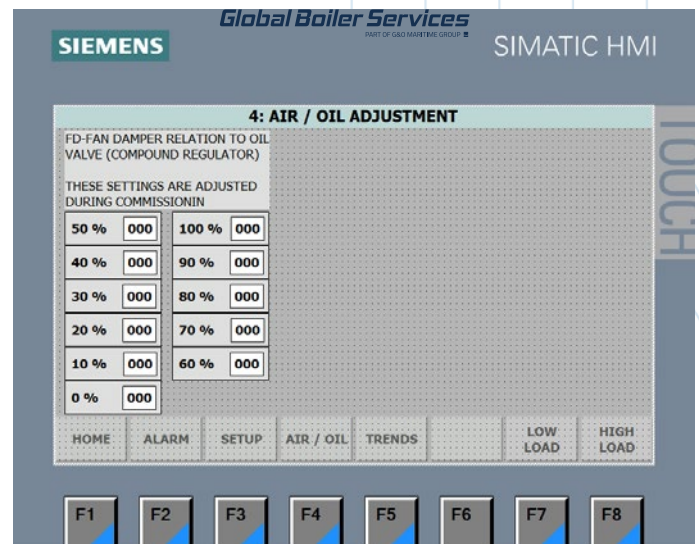 Global Boiler Services
PART OF G&O MARITIME GROUP
SIEMENS
SIMATIC HMI
TOUCH
4: AIR / OIL ADJUSTMENT
FD-FAN DAMPER RELATION TO OIL
VALVE (COMPOUND REGULATOR)
THESE SETTINGS ARE ADJUSTED
DURING COMMISSIONIN
50 % 000 100 % 000
40 % 000 90 % 000
30 % 000 80 % 000
20 % 000 70 % 000
10 % 000 60 % 000
0 % 000
HOME ALARM SETUP AIR / OIL TRENDS LOW LOAD HIGH LOAD
F1 F2 F3 F4 F5 F6 F7 F8